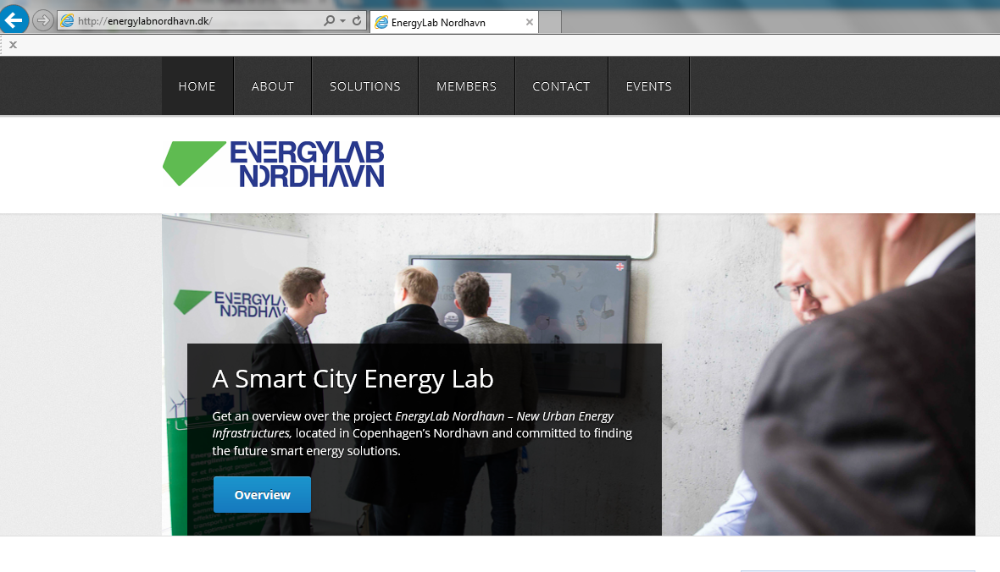 http://energylabnordhavn.dk/
EnergyLab Nordhavn
HOME ABOUT SOLUTIONS MEMBERS CONTACT EVENTS
ENERGYLAB
NORDHAVN
ENERGYLA
NORDHAVN
A Smart City Energy Lab
Get an overview over the project EnergyLab Nordhavn – New Urban Energy
Infrastructures, located in Copenhagen’s Nordhavn and committed to finding
the future smart energy solutions.
Overview